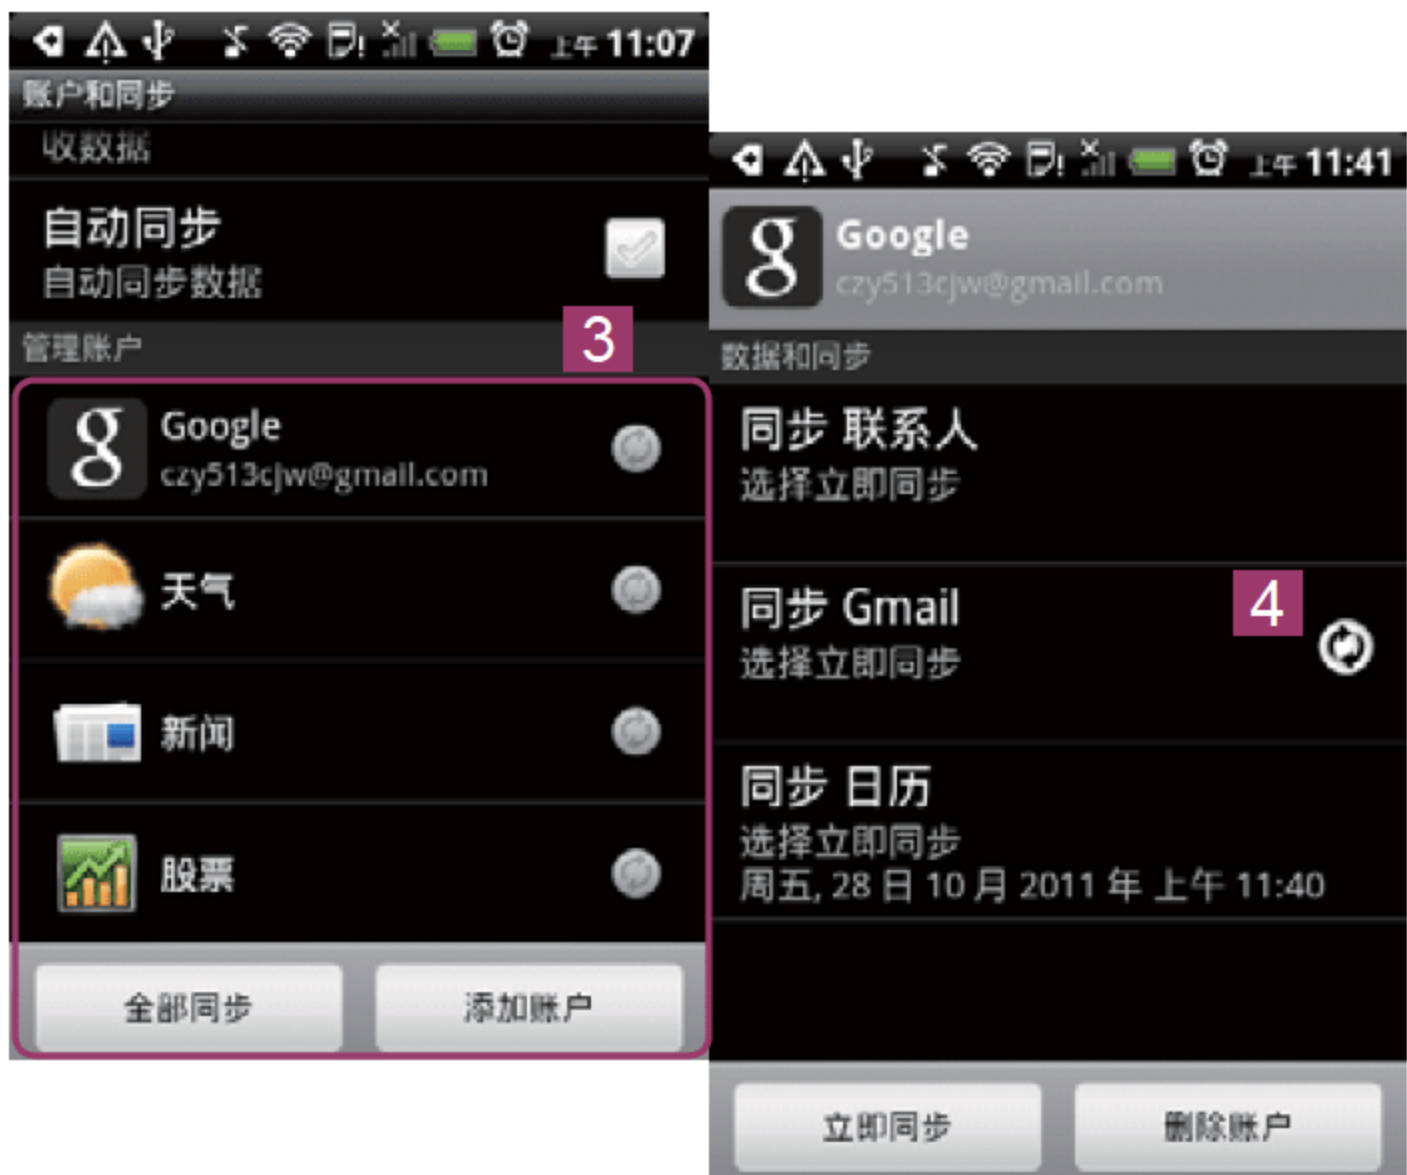 上午 11:07
账户和同步
收数据
自动同步
自动同步数据
管理账户
3
Google
czy513cjw@gmail.com
天气
新闻
股票
全部同步
添加账户
上午 11:41
Google
czy513cjw@gmail.com
数据和同步
同步 联系人
选择立即同步
同步 Gmail
选择立即同步
4
同步 日历
选择立即同步
周五, 28 日 10 月 2011 年 上午 11:40
立即同步
删除账户